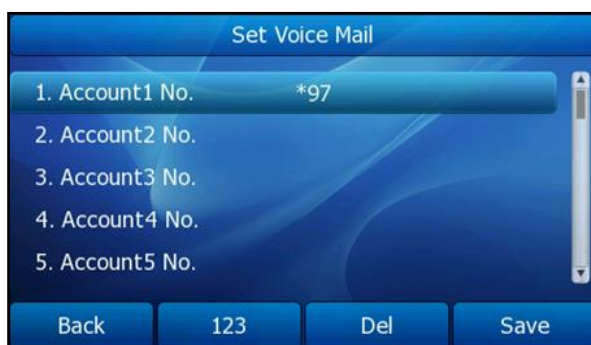 Set Voice Mail
1. Account1 No. *97
2. Account2 No.
3. Account3 No.
4. Account4 No.
5. Account5 No.
Back 123 Del Save